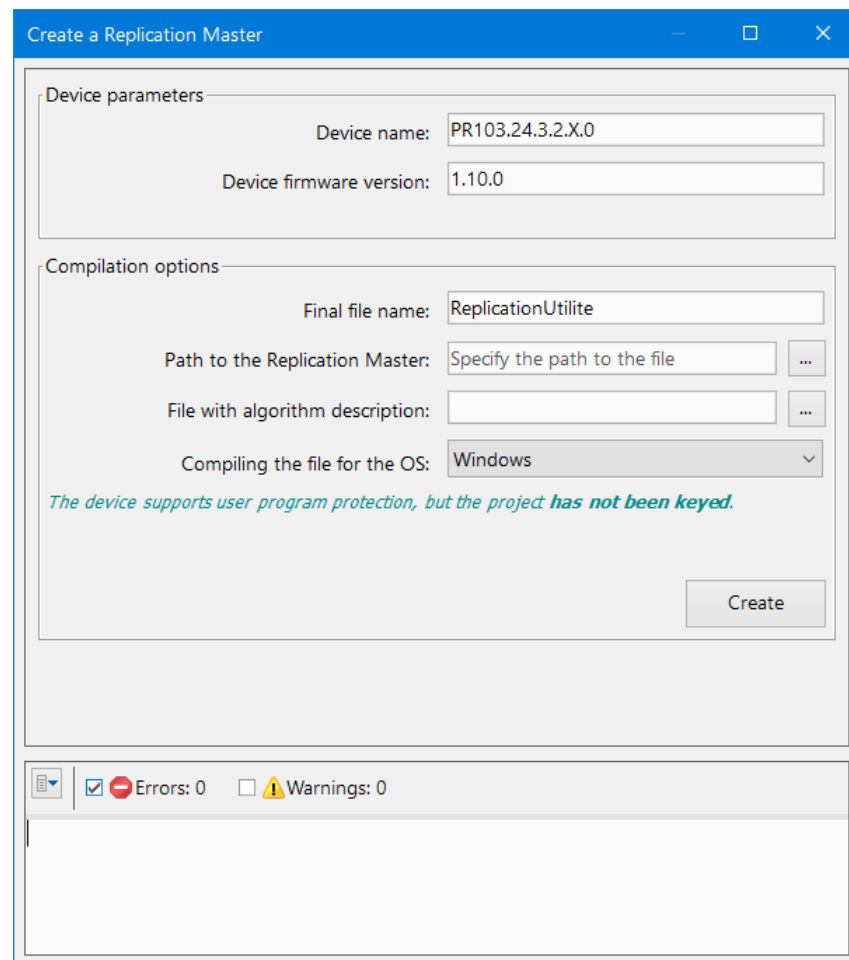 Create a Replication Master
Device parameters
Device name: PR103.24.3.2.X.0
Device firmware version: 1.10.0
Compilation options
Final file name: ReplicationUtilite
Path to the Replication Master: Specify the path to the file ...
File with algorithm description: ...
Compiling the file for the OS: Windows
The device supports user program protection, but the project has not been keyed.
Create
Errors: 0 Warnings: 0